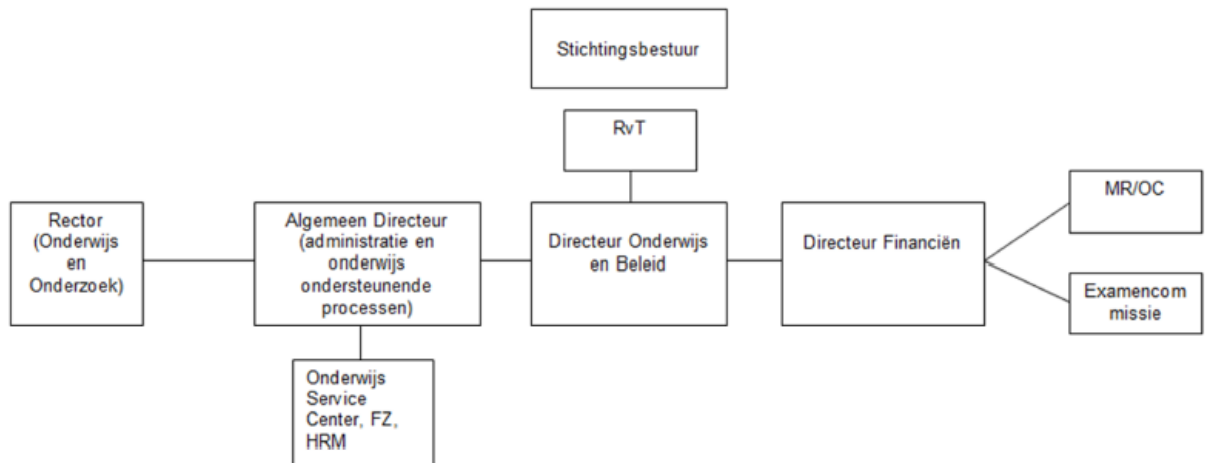 Stichtingsbestuur
RvT
Rector
(Onderwijs
en
Onderzoek)
Algemeen Directeur
(administratie en
onderwijs
ondersteunende
processen)
Directeur Onderwijs
en Beleid
Directeur Financiën
MR/OC
Examencom
missie
Onderwijs
Service
Center, FZ,
HRM